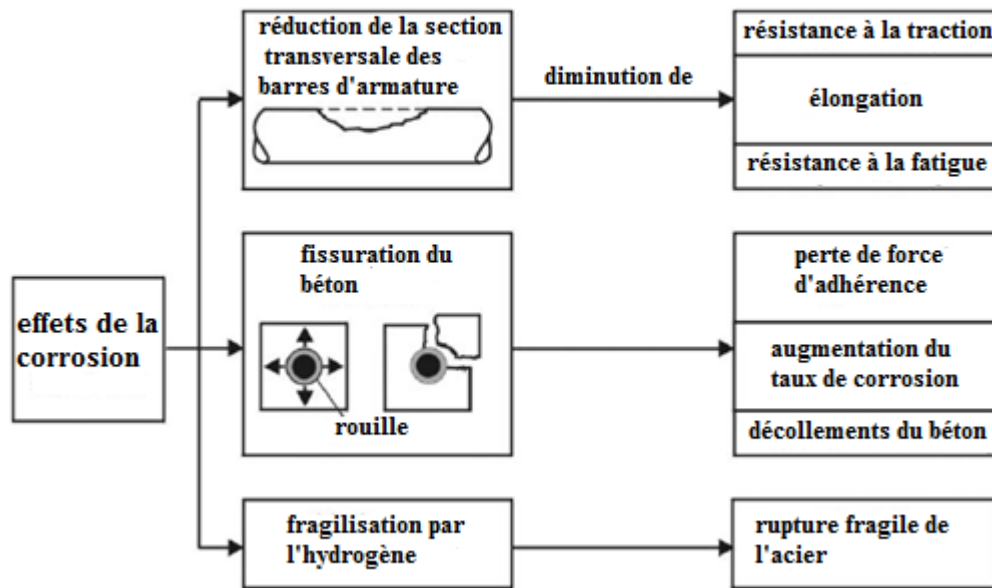 effets de la
corrosion
réduction de la section
transversale des
barres d'armature
diminution de
résistance à la traction
élongation
résistance à la fatigue
fissuration du
béton
rouille
perte de force
d'adhérence
augmentation du
taux de corrosion
décollements du béton
fragilisation par
l'hydrogène
rupture fragile de
l'acier